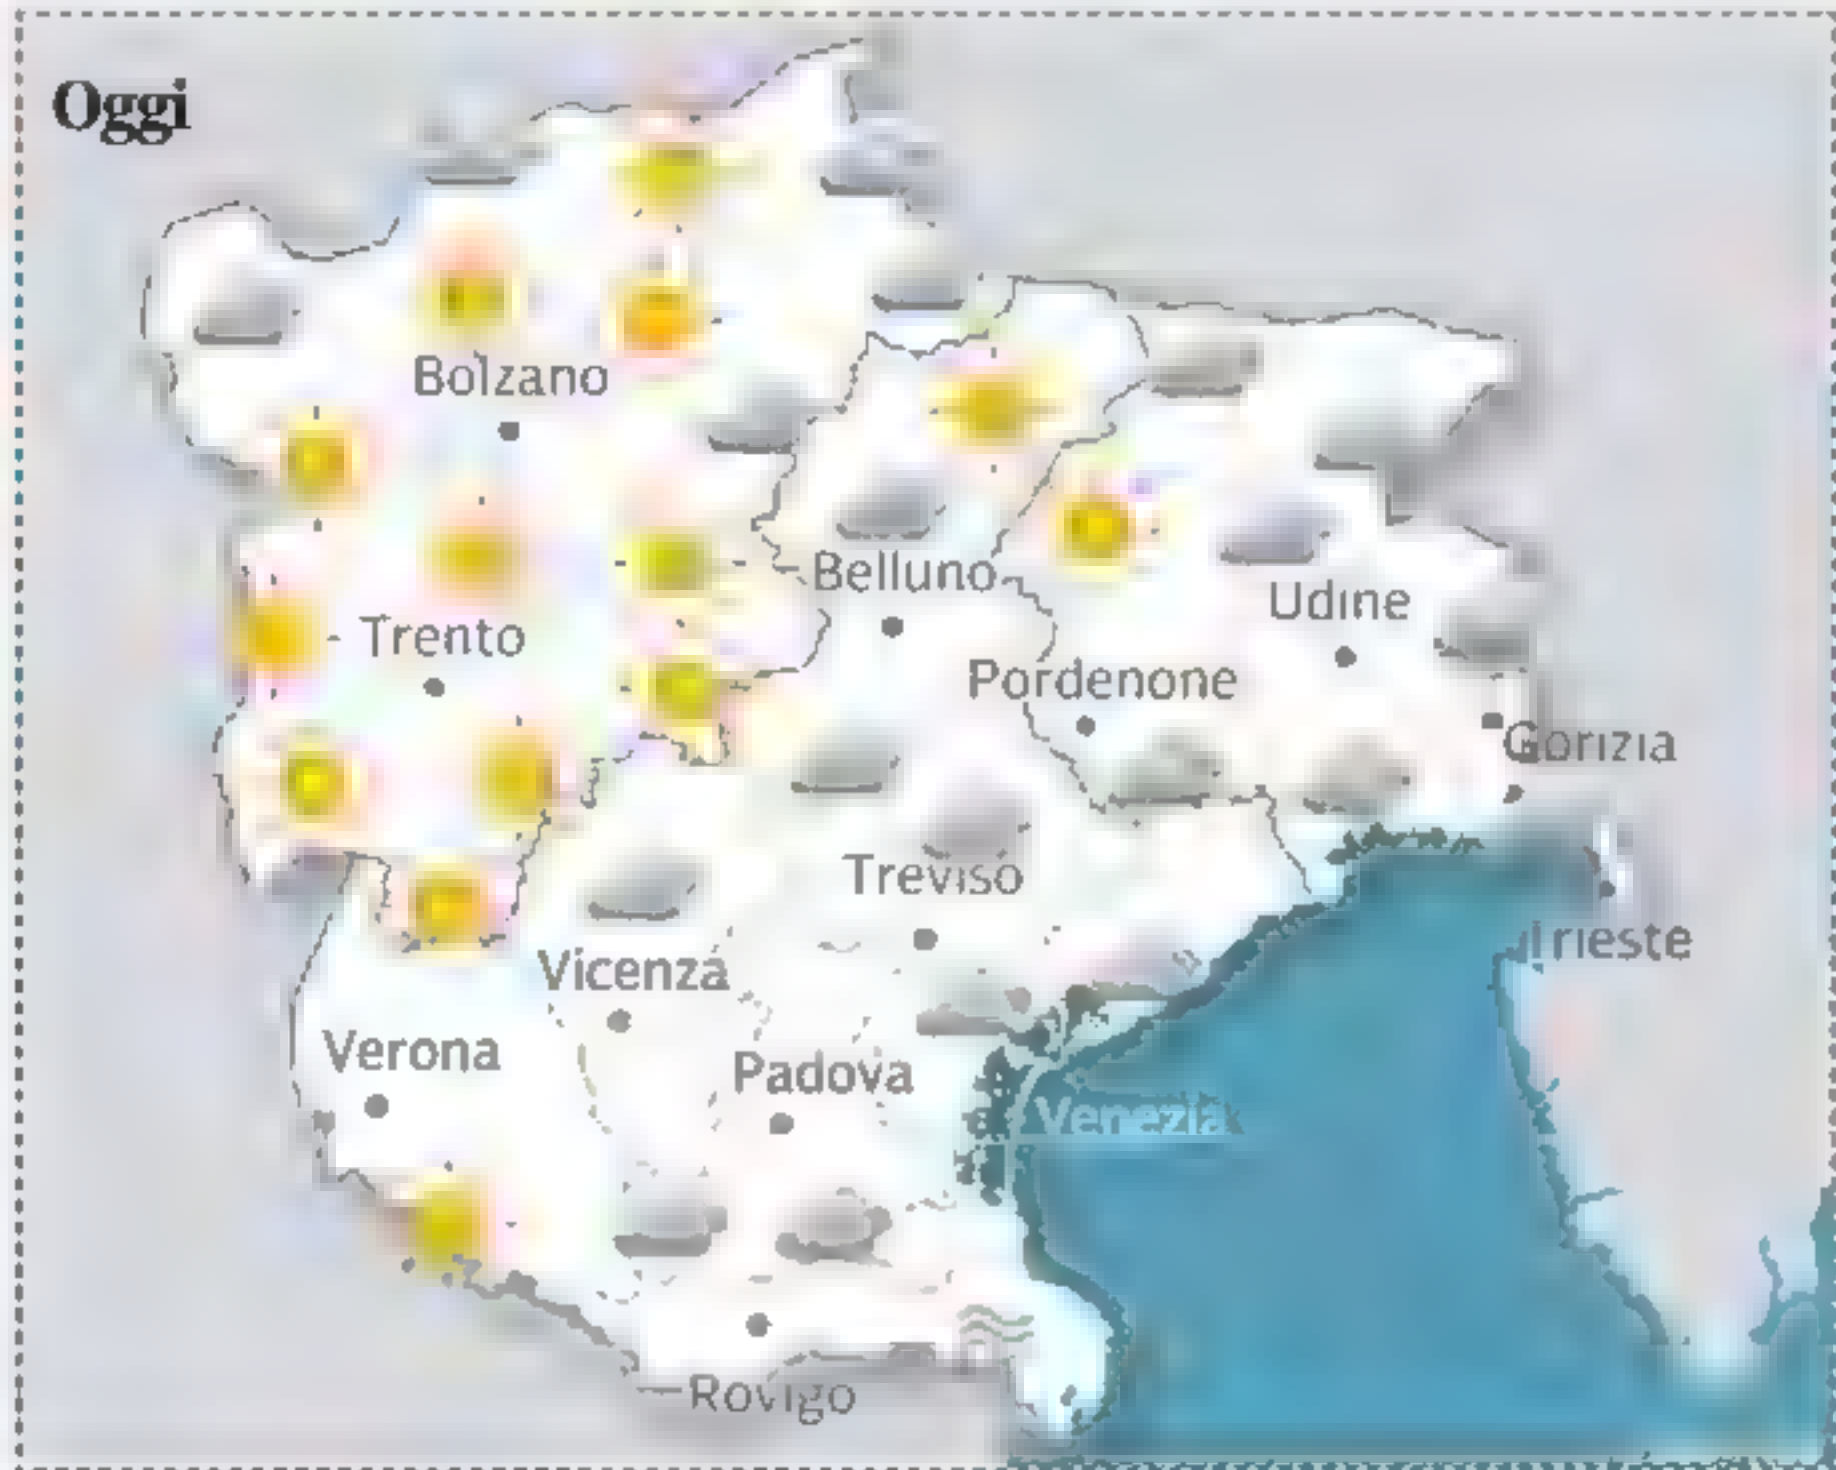 Oggi
Bolzano
Belluno
Udine
Trento
Pordenone
Gorizia
Treviso
Trieste
Vicenza
Verona
Padova
Venezia
Rovigo